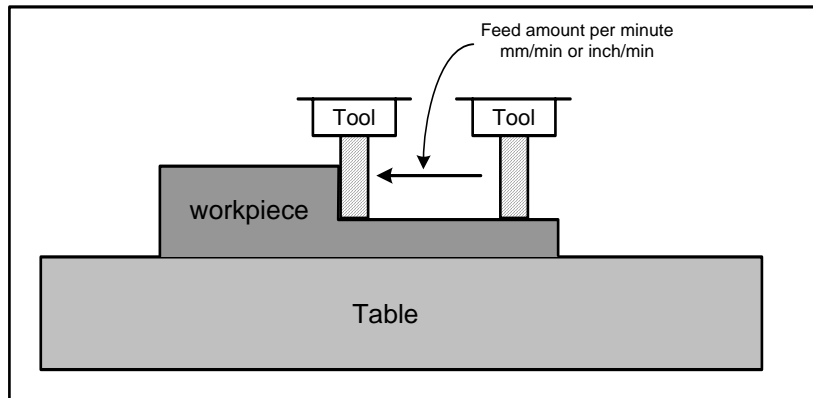 Feed amount per minute
mm/min or inch/min
Tool
Tool
workpiece
Table